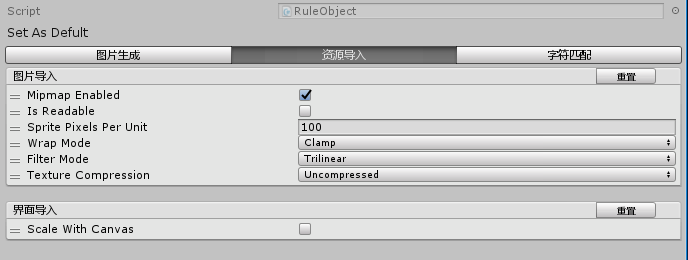 Script RuleObject
Set As Defult
图片生成 资源导入 字符匹配
图片导入 重置
Mipmap Enabled
Is Readable
Sprite Pixels Per Unit 100
Wrap Mode Clamp
Filter Mode Trilinear
Texture Compression Uncompressed
界面导入 重置
Scale With Canvas